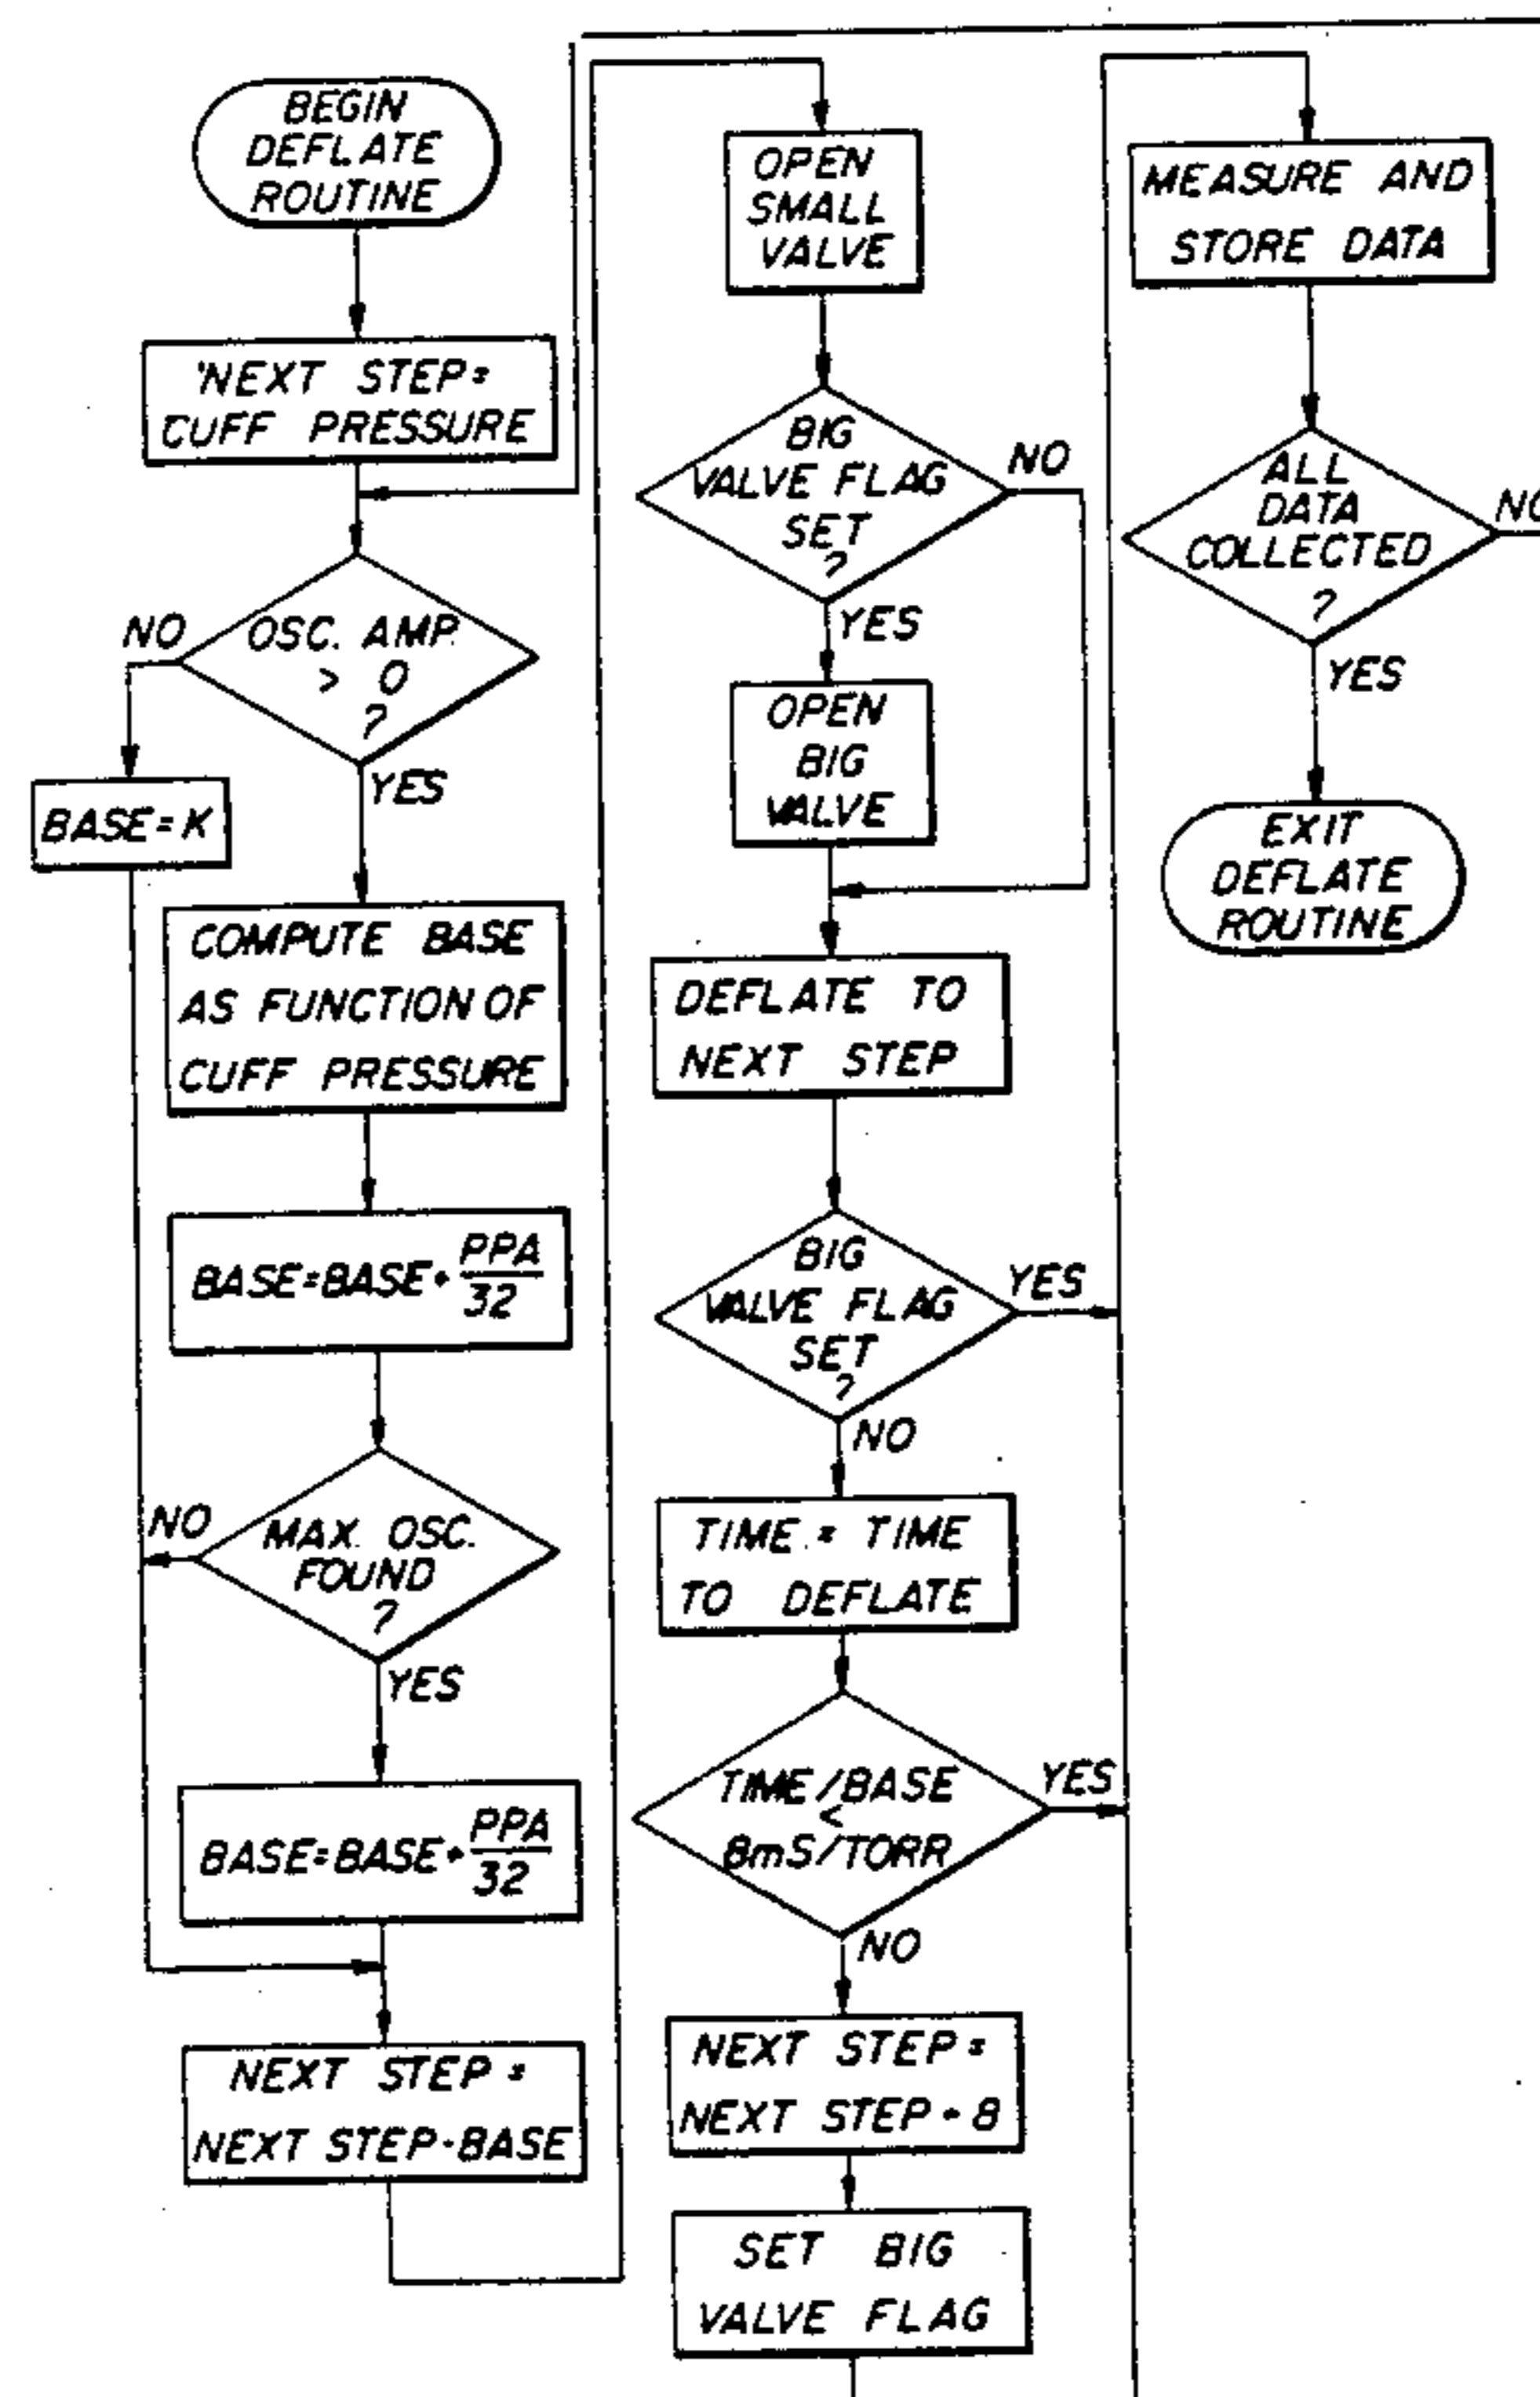 BEGIN
DEFLATE
ROUTINE
NEXT STEP=
CUFF PRESSURE
OSC. AMP.
> 0
?
NO
YES
BASE=K
COMPUTE BASE
AS FUNCTION OF
CUFF PRESSURE
BASE=BASE+ PPA
32
MAX. OSC.
FOUND
?
NO
YES
BASE=BASE+ PPA
32
NEXT STEP=
NEXT STEP-BASE
OPEN
SMALL
VALVE
BIG
VALVE FLAG
SET
?
NO
YES
OPEN
BIG
VALVE
DEFLATE TO
NEXT STEP
BIG
VALVE FLAG
SET
?
YES
NO
TIME = TIME
TO DEFLATE
TIME/BASE
<
8mS/TORR
YES
NO
NEXT STEP=
NEXT STEP-8
SET BIG
VALVE FLAG
MEASURE AND
STORE DATA
ALL
DATA
COLLECTED
?
NO
YES
EXIT
DEFLATE
ROUTINE